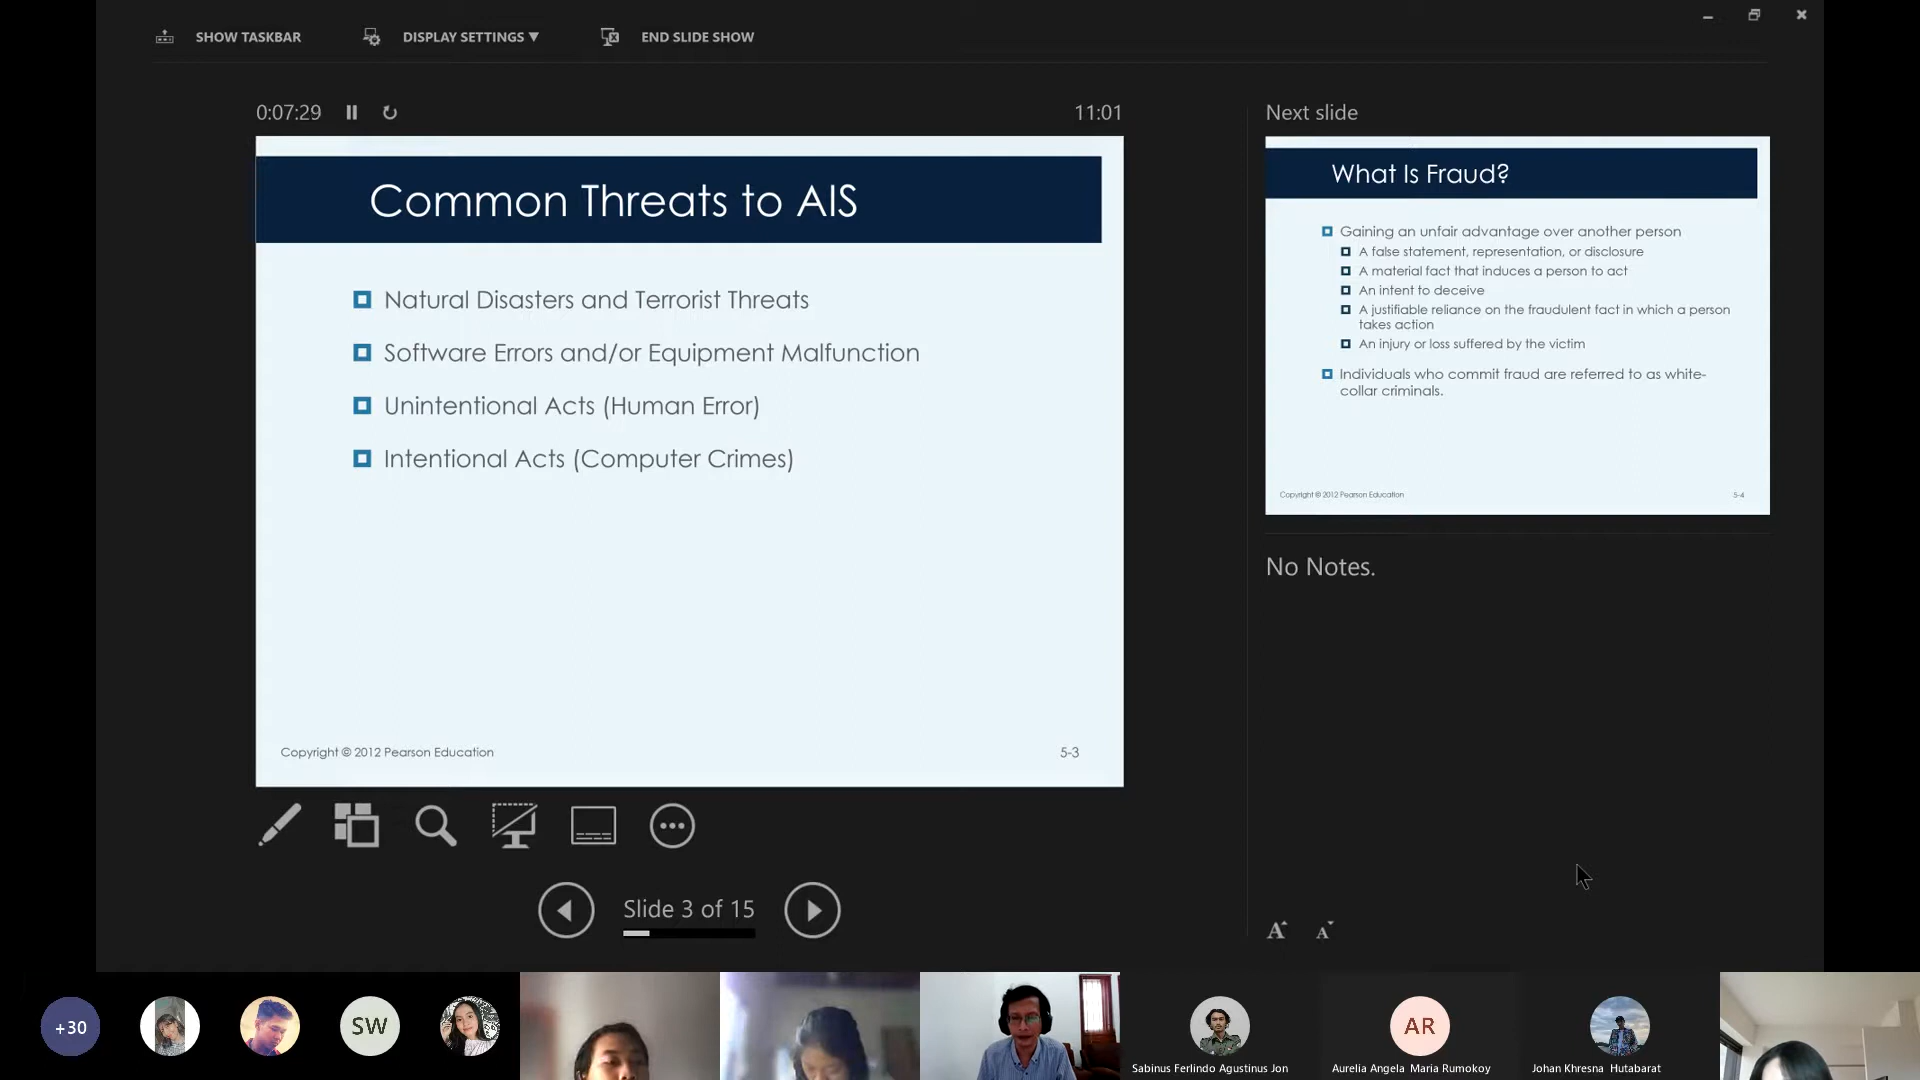 SHOW TASKBAR
DISPLAY SETTINGS ▼
END SLIDE SHOW
0:07:29
11:01
Common Threats to AIS
Natural Disasters and Terrorist Threats
Software Errors and/or Equipment Malfunction
Unintentional Acts (Human Error)
Intentional Acts (Computer Crimes)
Copyright © 2012 Pearson Education
5-3
Slide 3 of 15
Next slide
What Is Fraud?
Gaining an unfair advantage over another person
A false statement, representation, or disclosure
A material fact that induces a person to act
An intent to deceive
A justifiable reliance on the fraudulent fact in which a person
takes action
An injury or loss suffered by the victim
Individuals who commit fraud are referred to as white-
collar criminals.
Copyright © 2012 Pearson Education
5-4
No Notes.
A A
+30
SW
Sabinus Ferlindo Agustinus Jon
AR
Aurelia Angela Maria Rumokoy
Johan Khresna Hutabarat